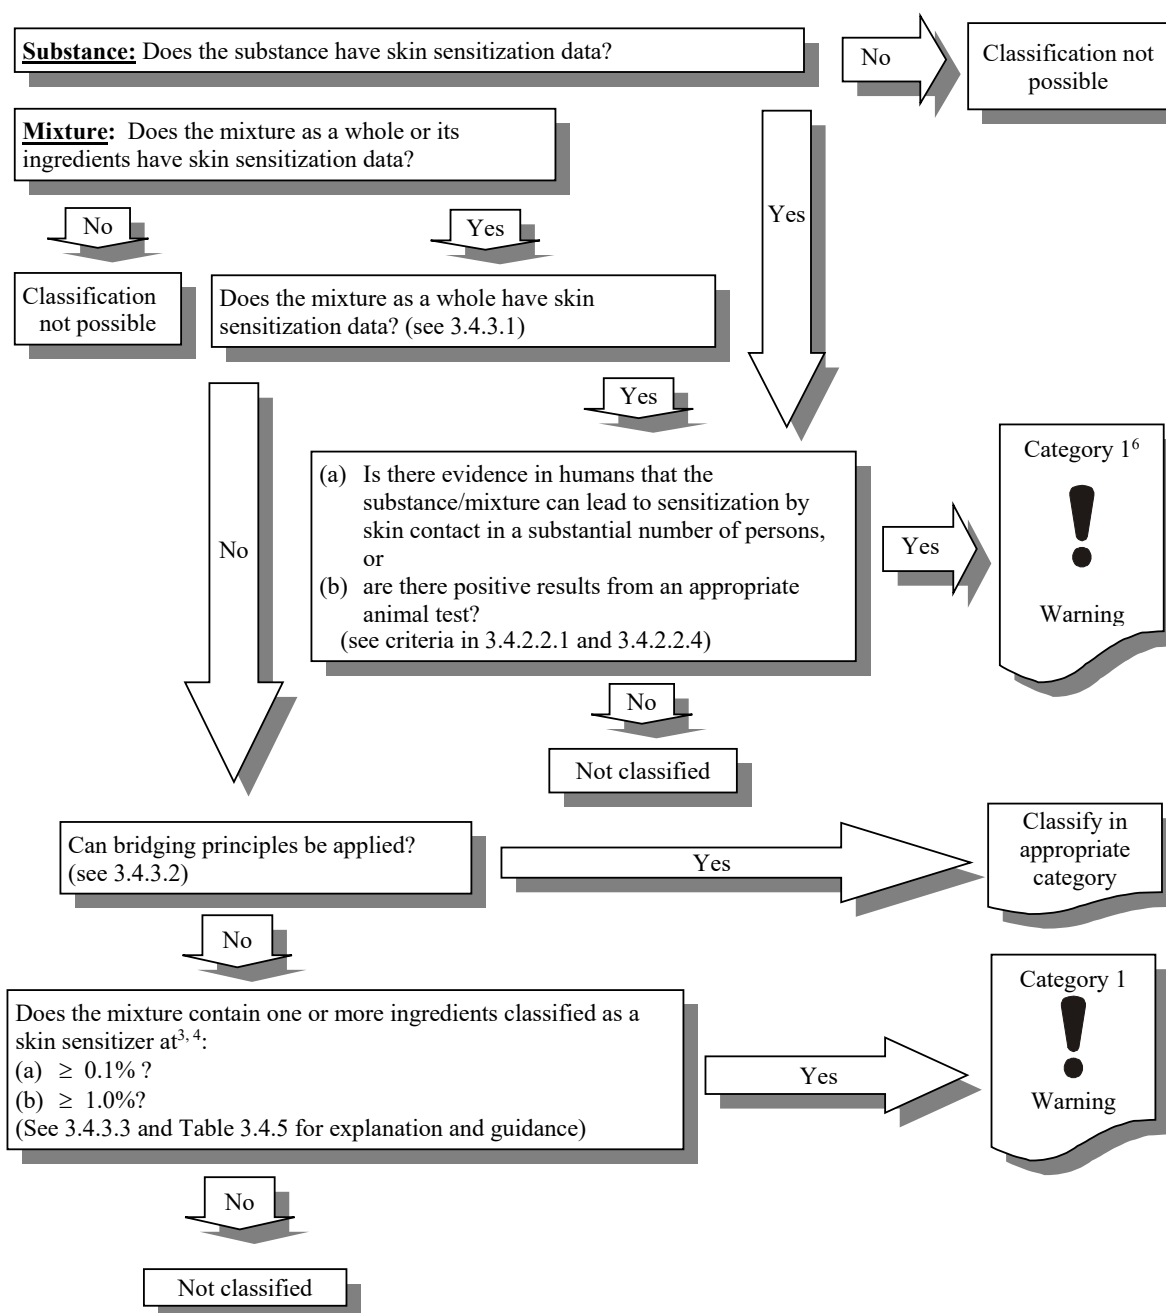 Substance: Does the substance have skin sensitization data?
No
Classification not
possible
Mixture: Does the mixture as a whole or its
ingredients have skin sensitization data?
No
Yes
Yes
Classification
not possible
Does the mixture as a whole have skin
sensitization data? (see 3.4.3.1)
Yes
No
(a) Is there evidence in humans that the
substance/mixture can lead to sensitization by
skin contact in a substantial number of persons,
or
(b) are there positive results from an appropriate
animal test?
(see criteria in 3.4.2.2.1 and 3.4.2.2.4)
Yes
Category 1⁶
Warning
No
Not classified
Can bridging principles be applied?
(see 3.4.3.2)
Yes
Classify in
appropriate
category
No
Does the mixture contain one or more ingredients classified as a
skin sensitizer at³,⁴:
(a) ≥ 0.1% ?
(b) ≥ 1.0%?
(See 3.4.3.3 and Table 3.4.5 for explanation and guidance)
Yes
Category 1
Warning
No
Not classified